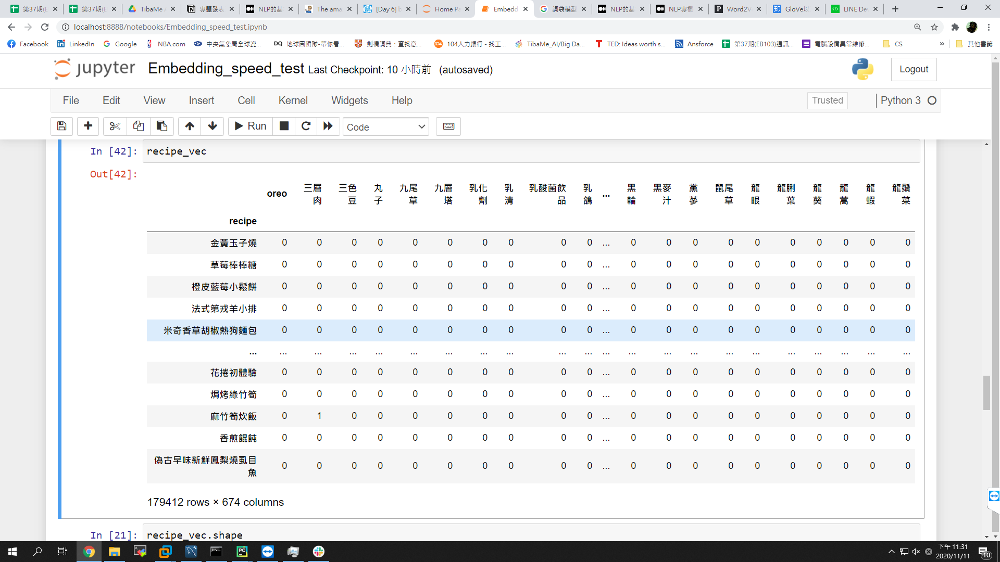 第37期(E
第37期(E
TibaMe A
專題發表
NLP的基
The ama
[Day 6] b
Home Pa
Embedd
詞袋模型
NLP的基
NLP專欄
Word2V
GloVe以
LINE Dev
localhost:8888/notebooks/Embedding_speed_test.ipynb
Facebook
LinkedIn
Google
NBA.com
中央氣象局全球資...
DQ 地球圖輯隊-帶你看...
劍橋詞典：查找意...
104人力銀行 - 找工...
TibaMe_AI/Big Da...
TED: Ideas worth s...
Ansforce
第37期(EB103)通訊...
電腦設備異常維修...
CS
»
其他書籤
jupyter Embedding_speed_test Last Checkpoint: 10 小時前 (autosaved)
Logout
File Edit View Insert Cell Kernel Widgets Help
Trusted
Python 3
Run
Code
In [42]: recipe_vec
Out[42]:
oreo 三層肉 三色豆 丸子 九尾草 九層塔 乳化劑 乳清 乳酸菌飲品 乳鴿 ... 黑輪 黑麥汁 黨蔘 鼠尾草 龍眼 龍脷葉 龍葵 龍蒿 龍蝦 龍鬚菜
recipe
金黃玉子燒 0 0 0 0 0 0 0 0 0 0 ... 0 0 0 0 0 0 0 0 0 0
草莓棒棒糖 0 0 0 0 0 0 0 0 0 0 ... 0 0 0 0 0 0 0 0 0 0
橙皮藍莓小鬆餅 0 0 0 0 0 0 0 0 0 0 ... 0 0 0 0 0 0 0 0 0 0
法式第戎羊小排 0 0 0 0 0 0 0 0 0 0 ... 0 0 0 0 0 0 0 0 0 0
米奇香草胡椒熱狗麵包 0 0 0 0 0 0 0 0 0 0 ... 0 0 0 0 0 0 0 0 0 0
... ... ... ... ... ... ... ... ... ... ... ... ... ... ... ... ... ... ... ... ... ...
花捲初體驗 0 0 0 0 0 0 0 0 0 0 ... 0 0 0 0 0 0 0 0 0 0
焗烤綠竹筍 0 0 0 0 0 0 0 0 0 0 ... 0 0 0 0 0 0 0 0 0 0
麻竹筍炊飯 0 1 0 0 0 0 0 0 0 0 ... 0 0 0 0 0 0 0 0 0 0
香煎餛飩 0 0 0 0 0 0 0 0 0 0 ... 0 0 0 0 0 0 0 0 0 0
偽古早味新鮮鳳梨燒虱目魚 0 0 0 0 0 0 0 0 0 0 ... 0 0 0 0 0 0 0 0 0 0
179412 rows × 674 columns
In [21]: recipe_vec.shape
下午 11:31
2020/11/11
10